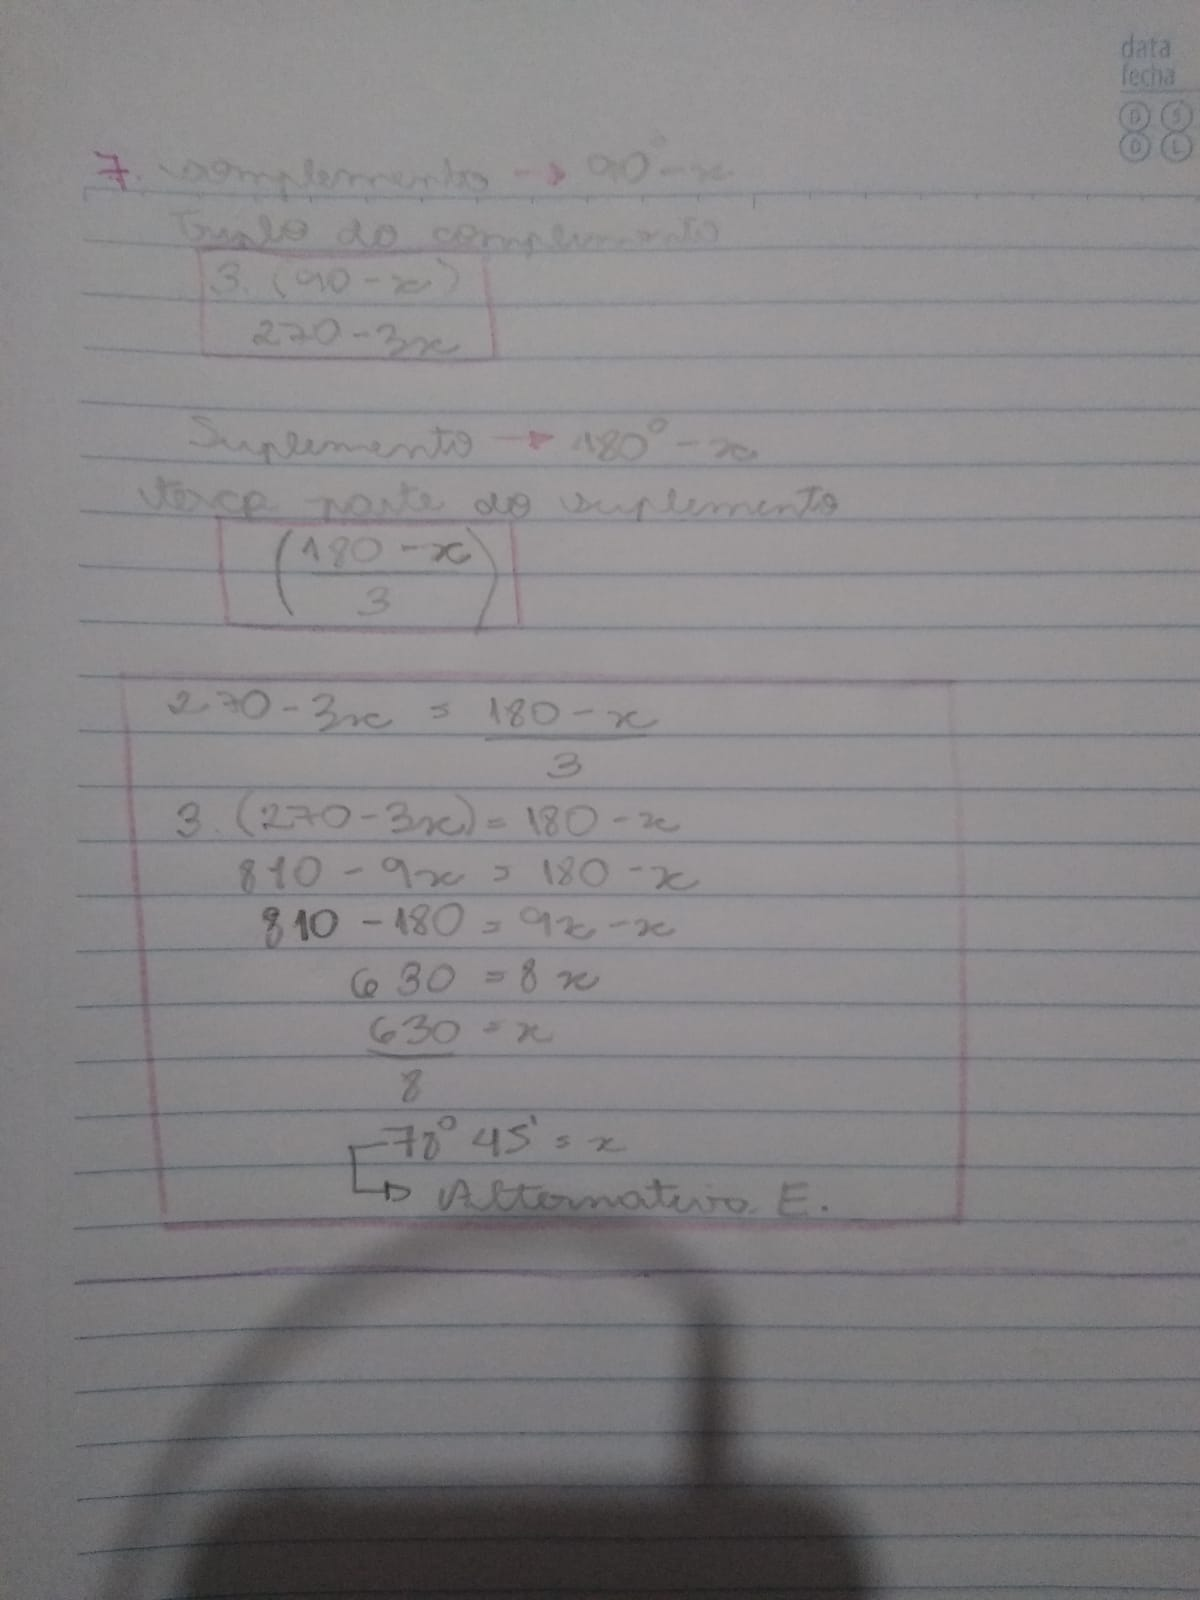 data
fecha
D S
D L
7. complemento → 90° - x
Triplo do complemento
3. (90 - x)
270 - 3x
Suplemento → 180° - x
terça parte do suplemento
(180 - x
3)
270 - 3x = 180 - x
3
3. (270 - 3x) = 180 - x
810 - 9x = 180 - x
810 - 180 = 9x - x
630 = 8x
630 = x
8
78° 45' = x
Alternativa E.